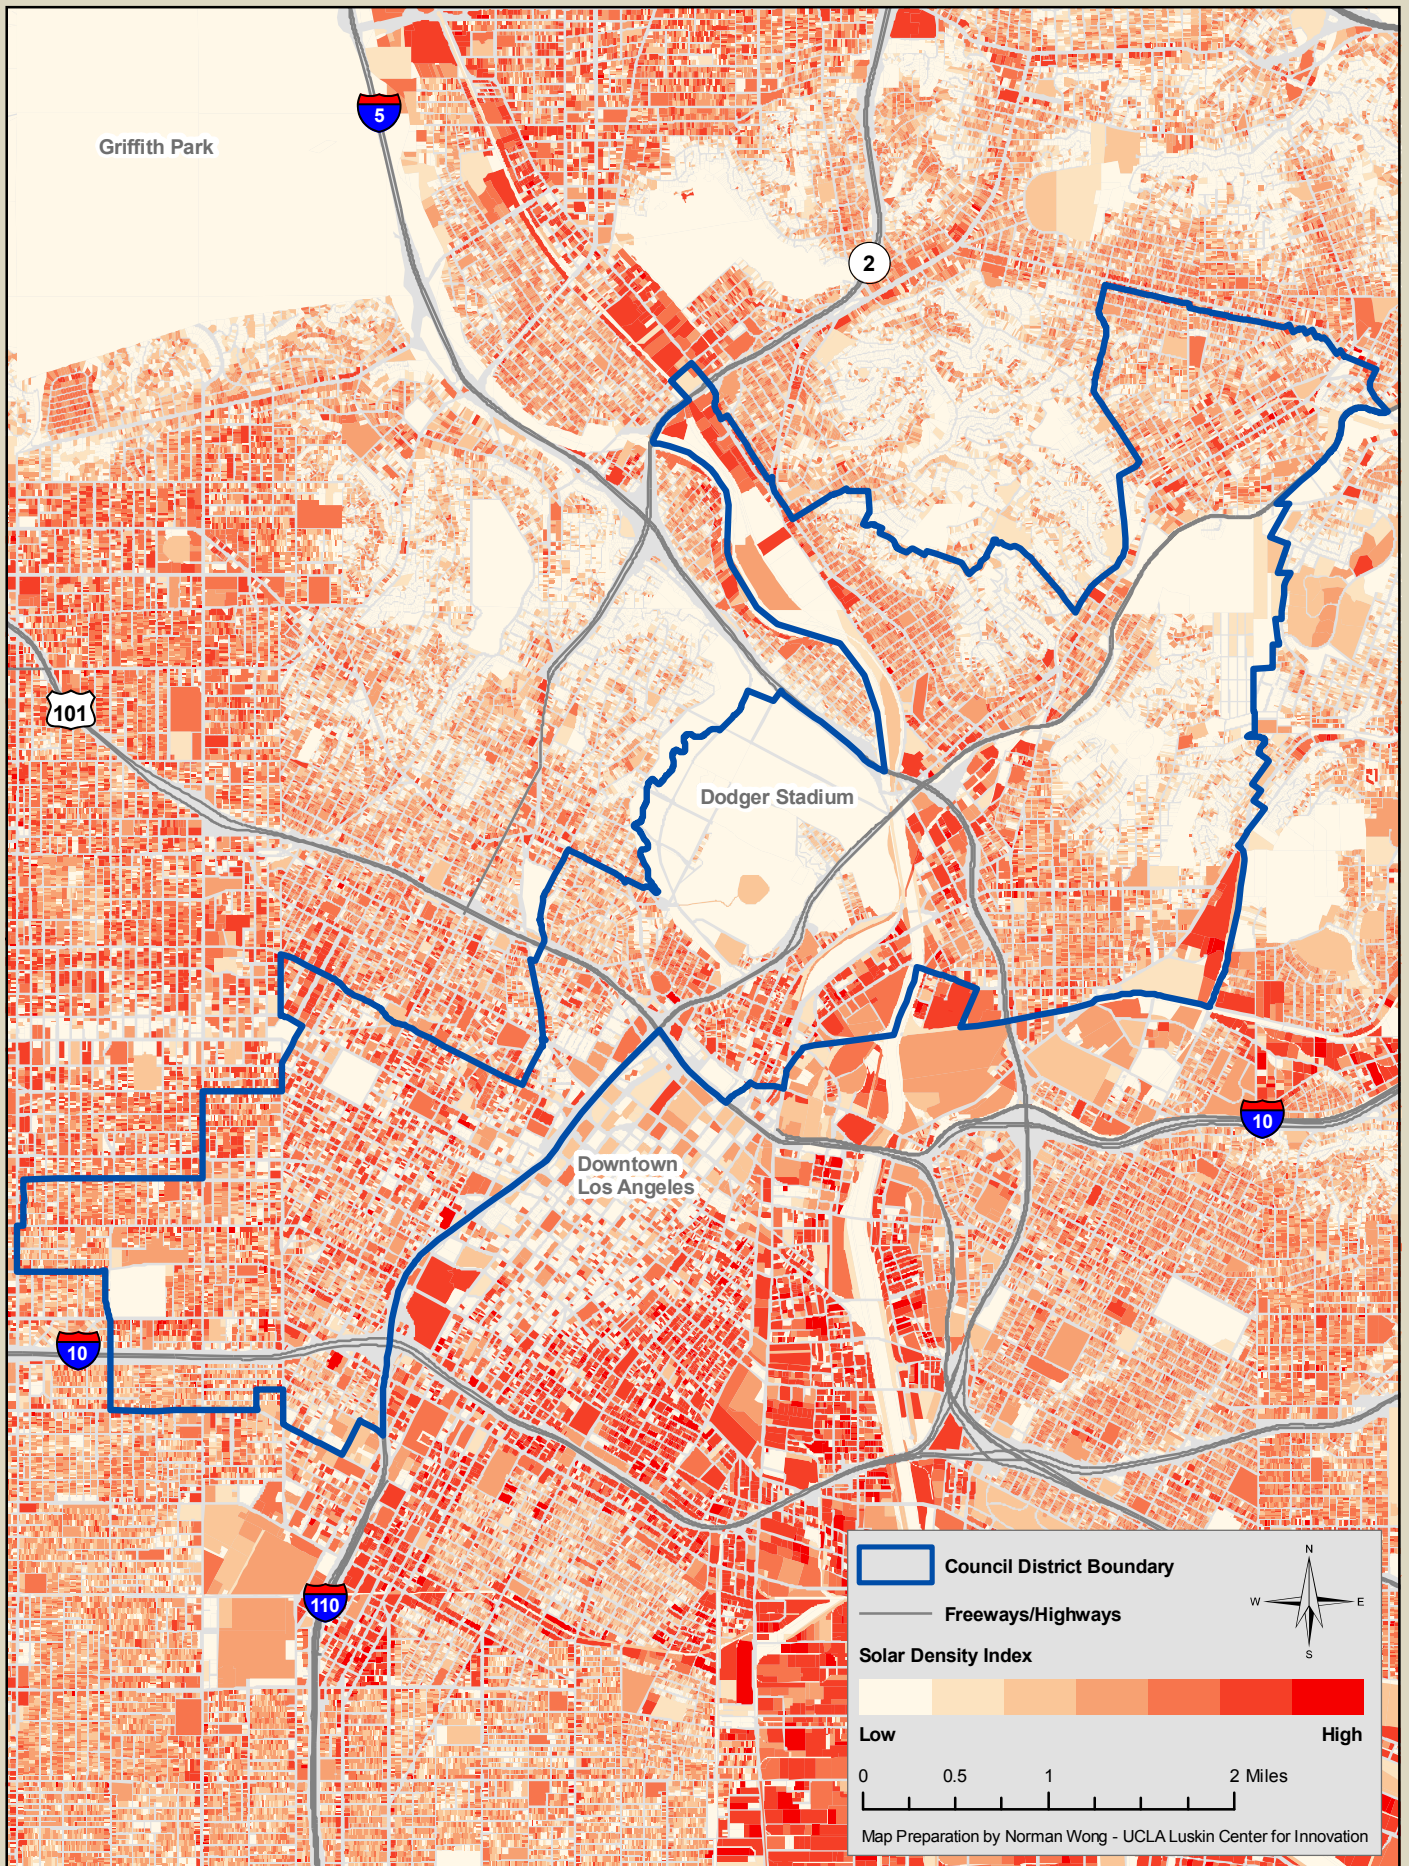 5
Griffith Park
2
101
Dodger Stadium
10
Downtown
Los Angeles
10
110
Council District Boundary
Freeways/Highways
Solar Density Index
Low High
0 0.5 1 2 Miles
N
W E
S
Map Preparation by Norman Wong - UCLA Luskin Center for Innovation